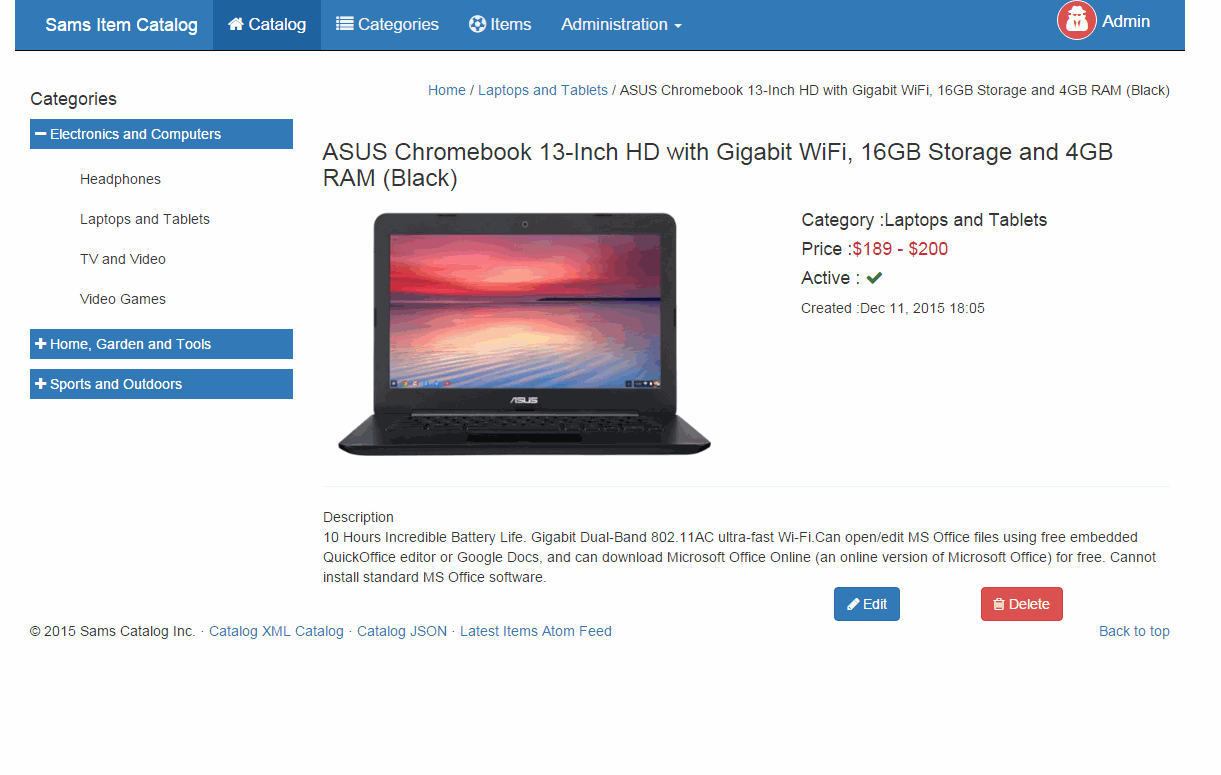 Sams Item Catalog Catalog Categories Items Administration Admin
Home / Laptops and Tablets / ASUS Chromebook 13-Inch HD with Gigabit WiFi, 16GB Storage and 4GB RAM (Black)
Categories
Electronics and Computers
Headphones
Laptops and Tablets
TV and Video
Video Games
Home, Garden and Tools
Sports and Outdoors
ASUS Chromebook 13-Inch HD with Gigabit WiFi, 16GB Storage and 4GB
RAM (Black)
ASUS
Category :Laptops and Tablets
Price :$189 - $200
Active :
Created :Dec 11, 2015 18:05
Description
10 Hours Incredible Battery Life. Gigabit Dual-Band 802.11AC ultra-fast Wi-Fi.Can open/edit MS Office files using free embedded
QuickOffice editor or Google Docs, and can download Microsoft Office Online (an online version of Microsoft Office) for free. Cannot
install standard MS Office software.
Edit Delete
© 2015 Sams Catalog Inc. · Catalog XML Catalog · Catalog JSON · Latest Items Atom Feed Back to top